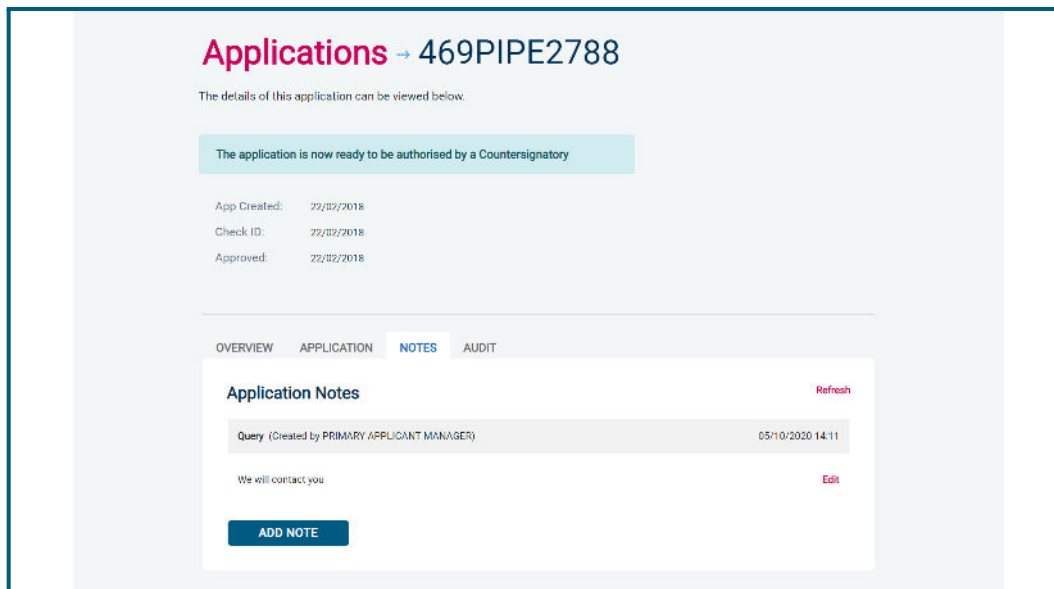 Applications → 469PIPE2788
The details of this application can be viewed below.
The application is now ready to be authorised by a Countersignatory
App Created: 22/02/2018
Check ID: 22/02/2018
Approved: 22/02/2018
OVERVIEW APPLICATION NOTES AUDIT
Application Notes Refresh
Query (Created by PRIMARY APPLICANT MANAGER) 05/10/2020 14:11
We will contact you Edit
ADD NOTE